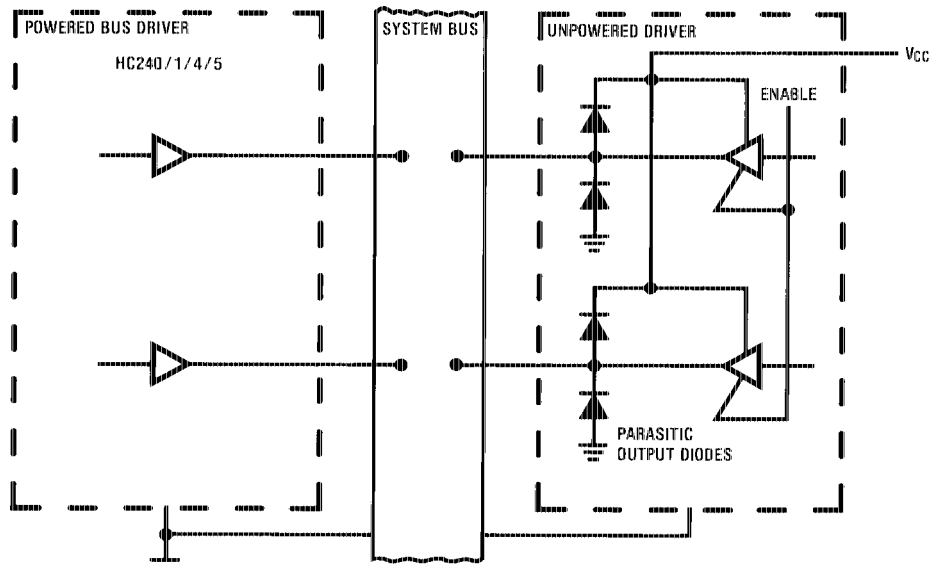 POWERED BUS DRIVER
HC240/1/4/5
SYSTEM BUS
UNPOWERED DRIVER
VCC
ENABLE
PARASITIC
OUTPUT DIODES